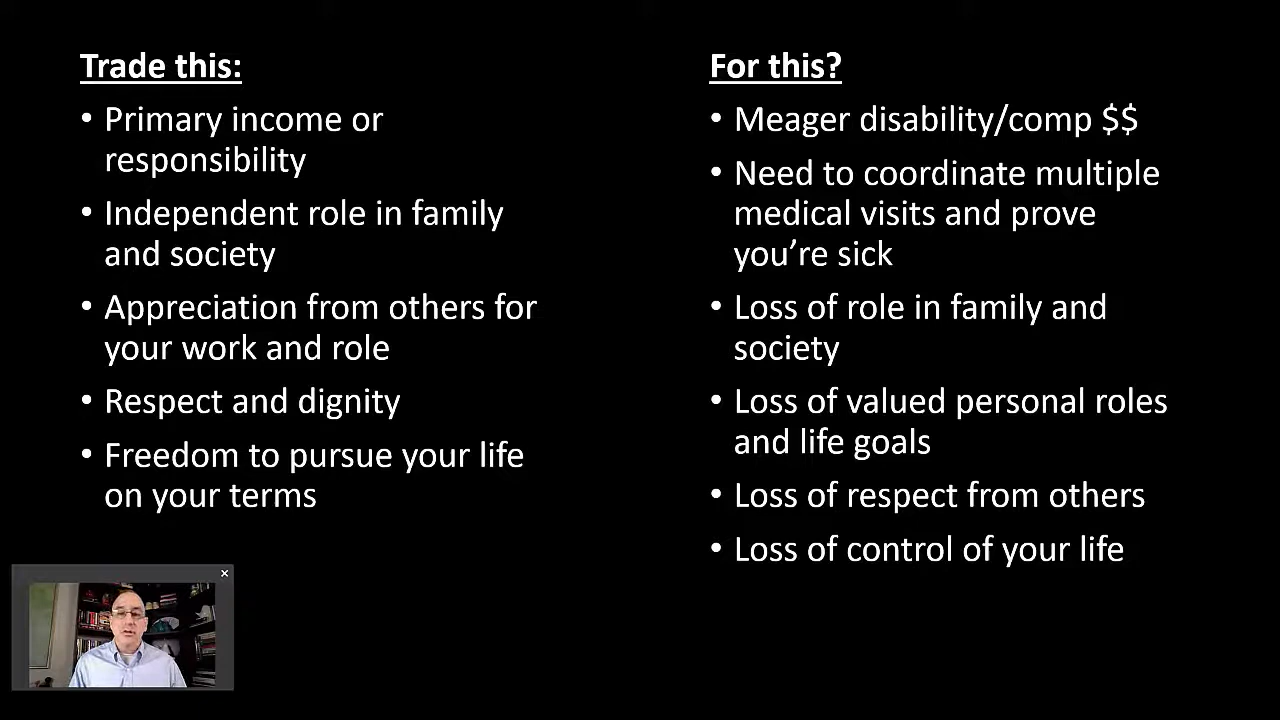 Trade this:
• Primary income or
responsibility
• Independent role in family
and society
• Appreciation from others for
your work and role
• Respect and dignity
• Freedom to pursue your life
on your terms
For this?
• Meager disability/comp $$
• Need to coordinate multiple
medical visits and prove
you’re sick
• Loss of role in family and
society
• Loss of valued personal roles
and life goals
• Loss of respect from others
• Loss of control of your life